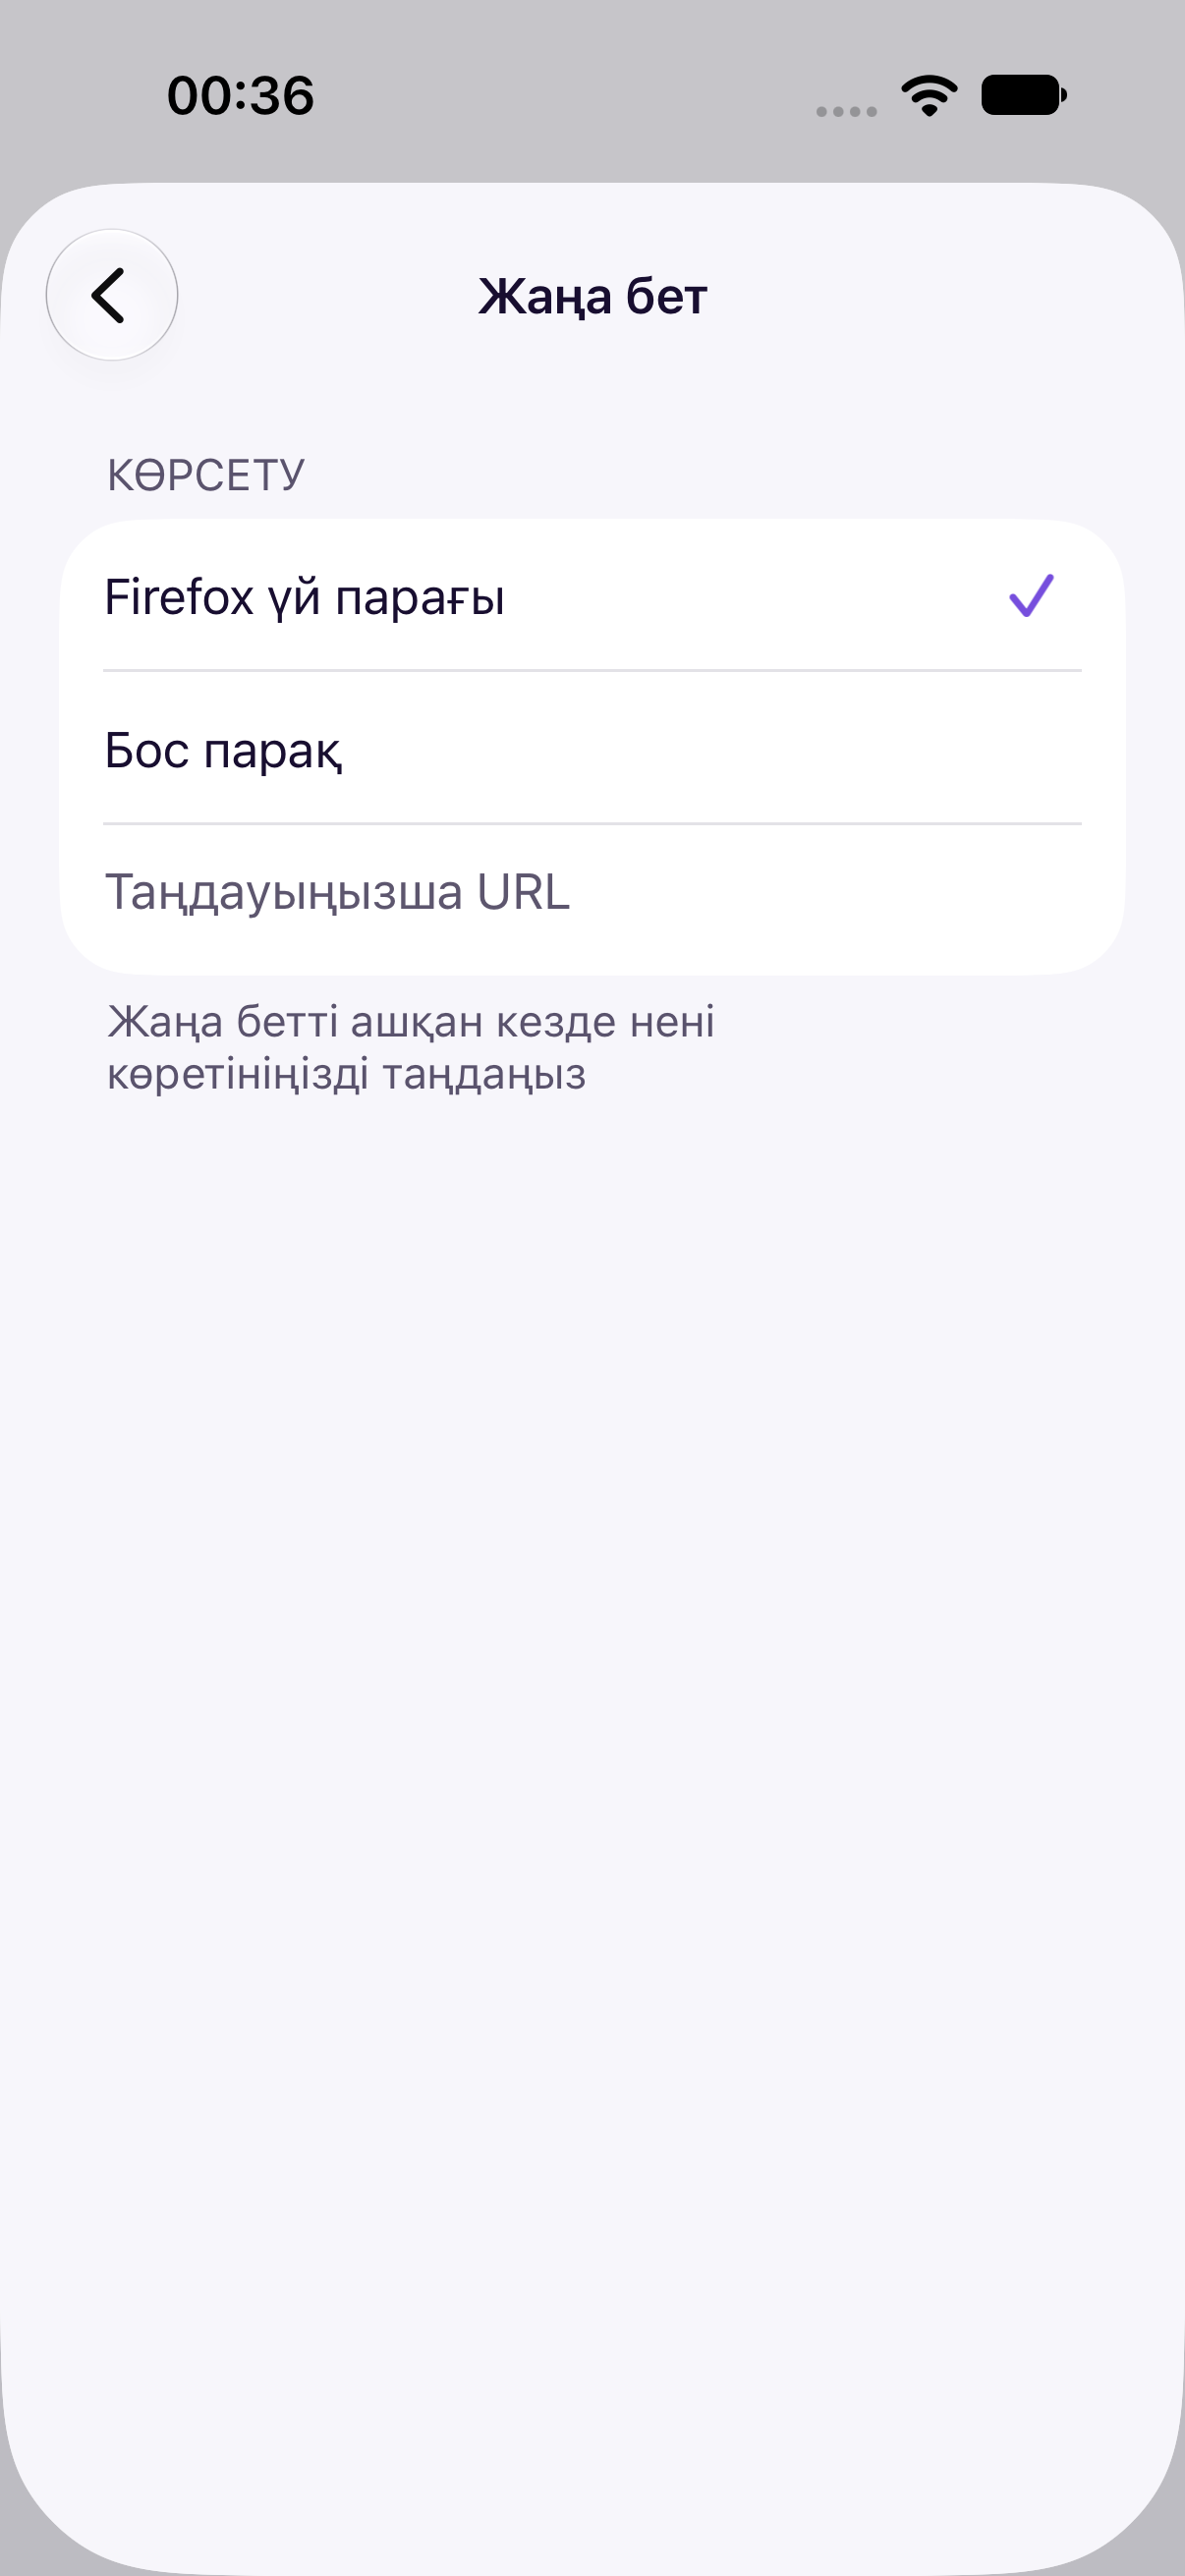 00:36
Жаңа бет
КӨРСЕТУ
Firefox үй парағы
Бос парақ
Таңдауыңызша URL
Жаңа бетті ашқан кезде нені
көретініңізді таңдаңыз